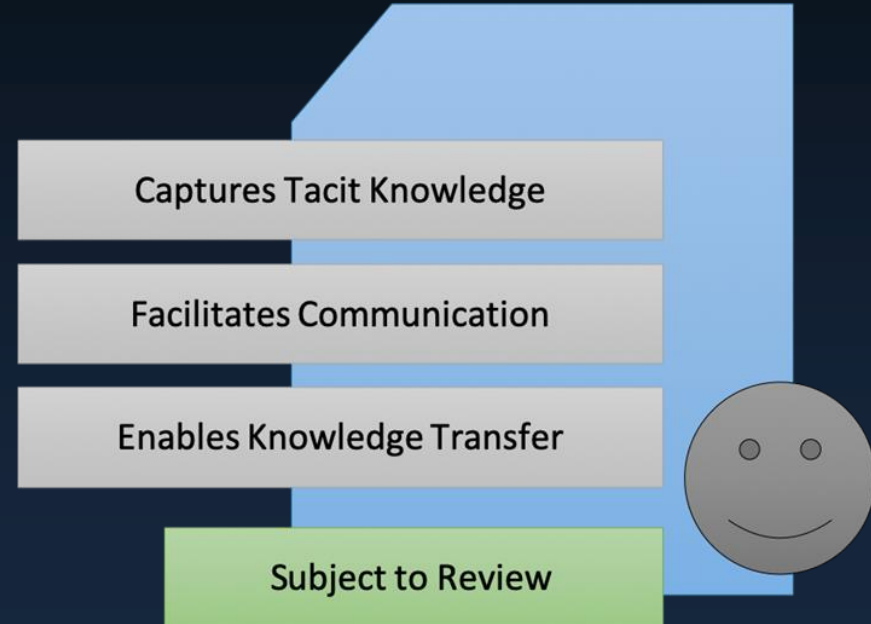 Captures Tacit Knowledge
Facilitates Communication
Enables Knowledge Transfer
Subject to Review